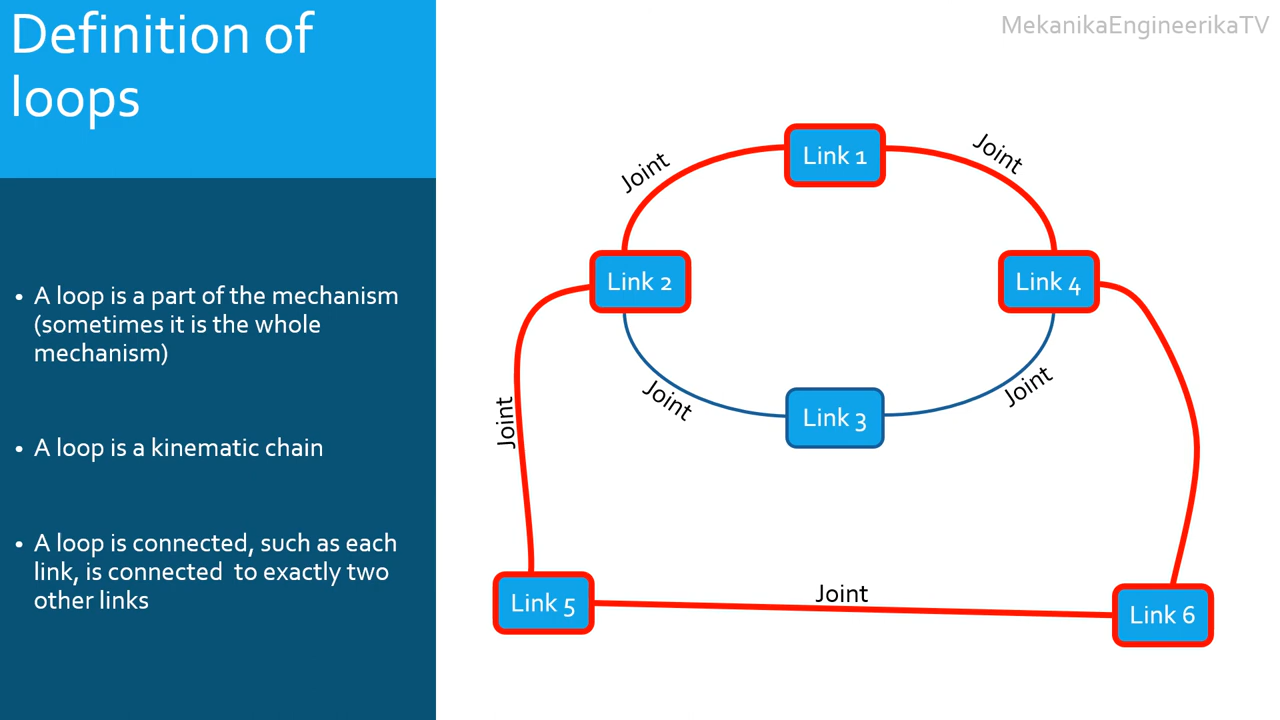 Definition of
loops
MekanikaEngineerikaTV
• A loop is a part of the mechanism
(sometimes it is the whole
mechanism)
• A loop is a kinematic chain
• A loop is connected, such as each
link, is connected to exactly two
other links
Joint
Link 1
Joint
Link 2
Link 4
Joint
Joint
Joint
Link 3
Link 5
Joint
Link 6